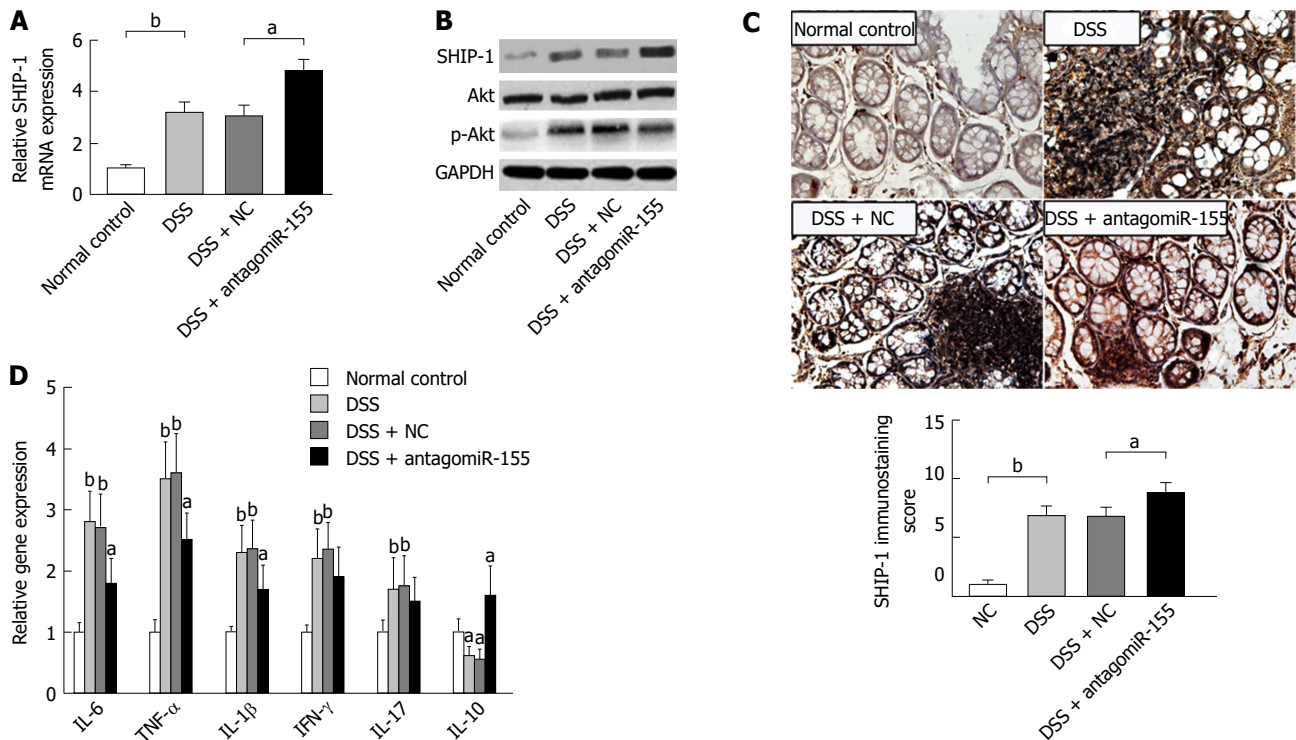 A
b
a
6
4
2
0
Relative SHIP-1
mRNA expression
Normal control
DSS
DSS + NC
DSS + antagomiR-155
B
SHIP-1
Akt
p-Akt
GAPDH
Normal control
DSS
DSS + NC
DSS + antagomiR-155
C
Normal control
DSS
DSS + NC
DSS + antagomiR-155
15
10
5
0
SHIP-1 immunostaining
score
b
a
NC
DSS
DSS + NC
DSS + antagomiR-155
D
Normal control
DSS
DSS + NC
DSS + antagomiR-155
5
4
3
2
1
0
Relative gene expression
b b
a
b b
a
b b
a
b b
b b
a a
a
IL-6
TNF-α
IL-1β
IFN-γ
IL-17
IL-10